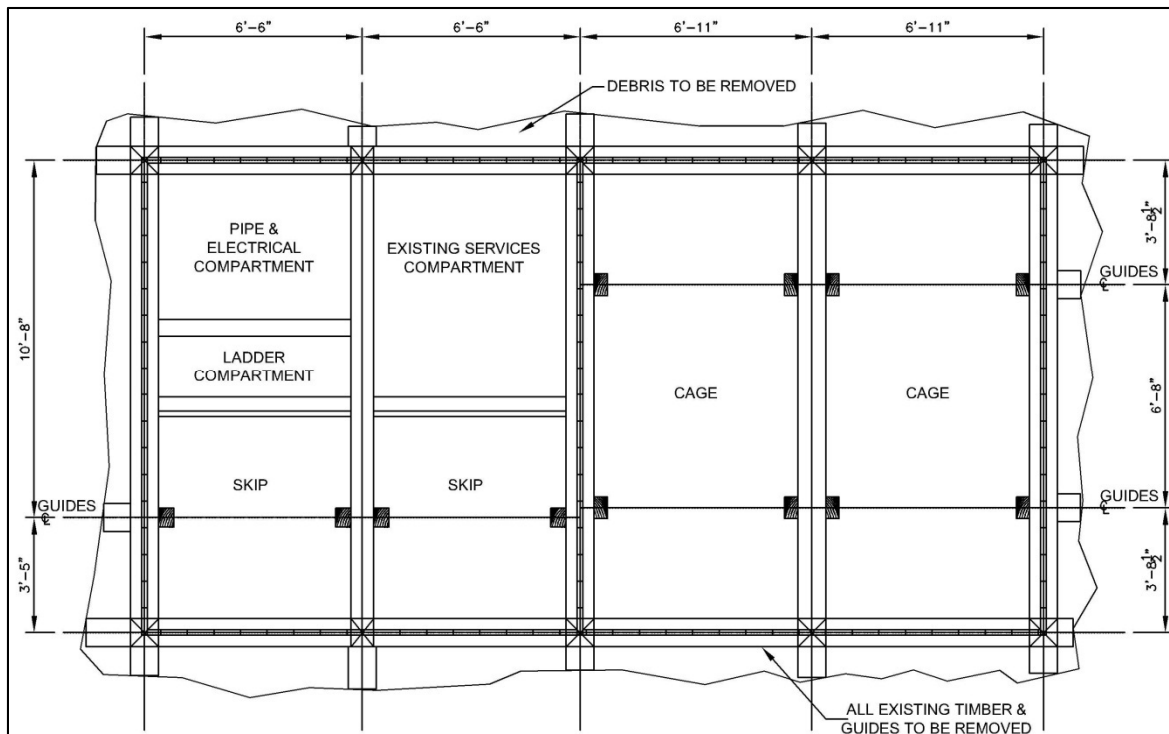 6'-6"
6'-6"
6'-11"
6'-11"
DEBRIS TO BE REMOVED
PIPE &
ELECTRICAL
COMPARTMENT
EXISTING SERVICES
COMPARTMENT
3'-8½"
GUIDES
10'-8"
LADDER
COMPARTMENT
CAGE
CAGE
6'-8"
SKIP
SKIP
GUIDES
GUIDES
3'-5"
3'-8½"
ALL EXISTING TIMBER &
GUIDES TO BE REMOVED